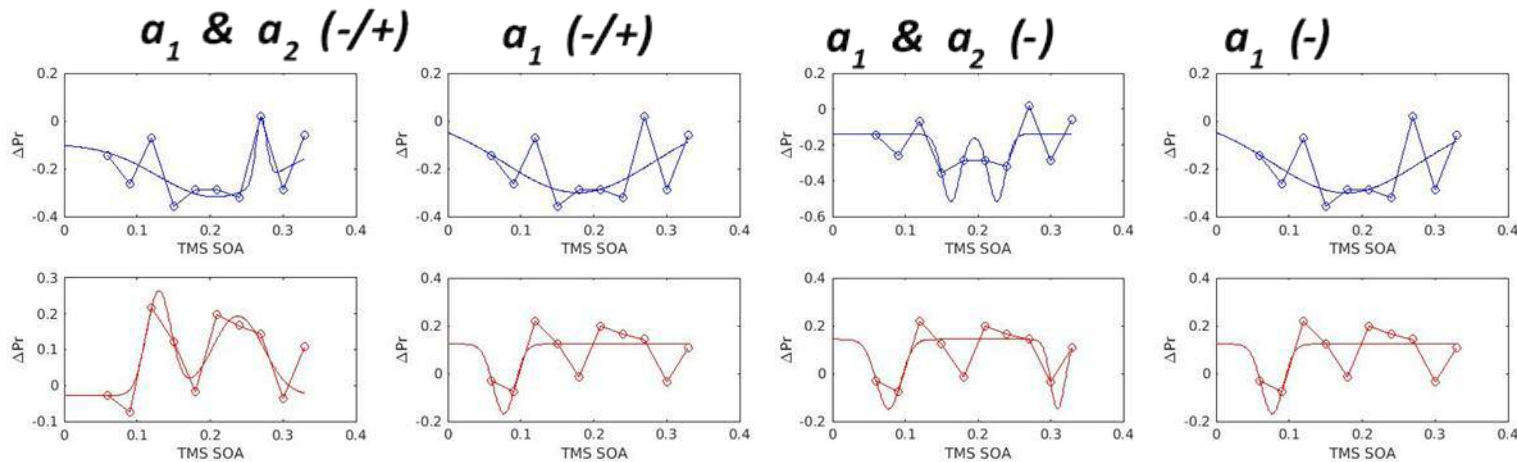 a1 & a2 (-/+) a1 (-/+) a1 & a2 (-) a1 (-)
0.2 0.2 0.2 0.2
0 0 0 0
-0.2 -0.2 -0.2 -0.2
-0.4 -0.4 -0.4 -0.4
-0.6
ΔPr ΔPr ΔPr ΔPr
0 0.1 0.2 0.3 0.4 0 0.1 0.2 0.3 0.4 0 0.1 0.2 0.3 0.4 0 0.1 0.2 0.3 0.4
TMS SOA TMS SOA TMS SOA TMS SOA
0.3 0.4 0.4 0.4
0.2 0.2 0.2 0.2
0.1 0 0 0
0 -0.2 -0.2 -0.2
-0.1
ΔPr ΔPr ΔPr ΔPr
0 0.1 0.2 0.3 0.4 0 0.1 0.2 0.3 0.4 0 0.1 0.2 0.3 0.4 0 0.1 0.2 0.3 0.4
TMS SOA TMS SOA TMS SOA TMS SOA